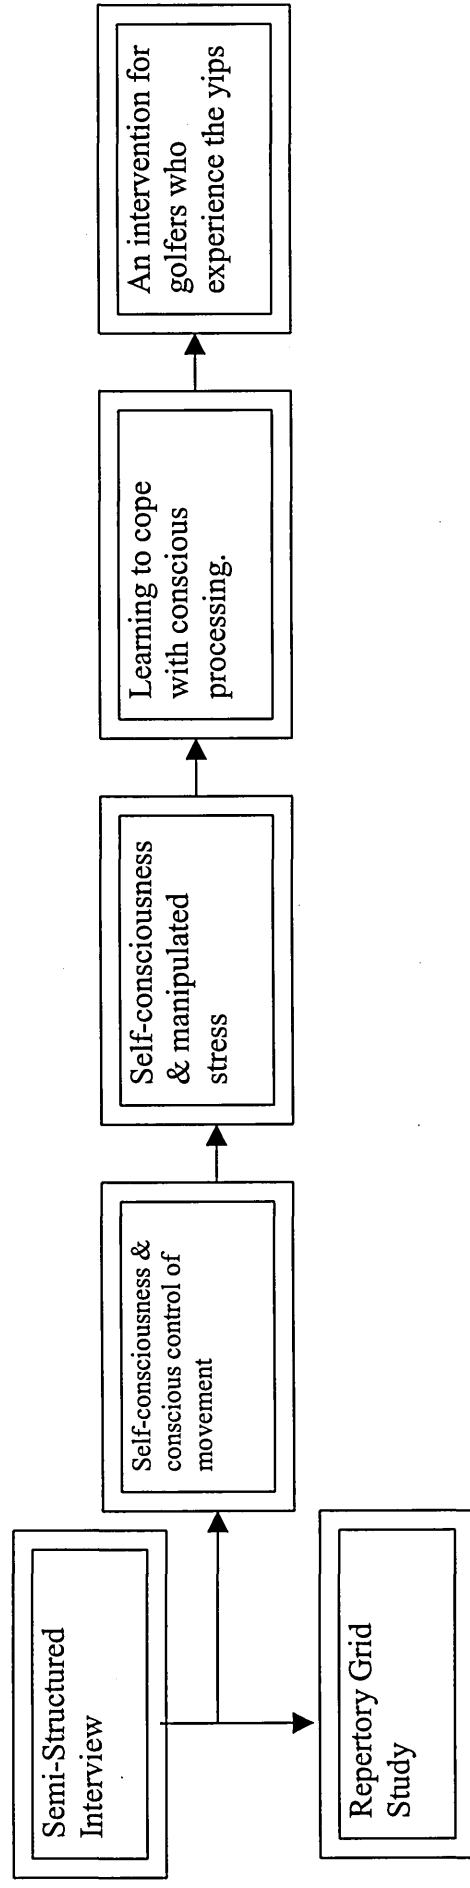 Semi-Structured
Interview
Repertory Grid
Study
Self-consciousness &
conscious control of
movement
Self-consciousness
& manipulated
stress
Learning to cope
with conscious
processing.
An intervention for
golfers who
experience the yips